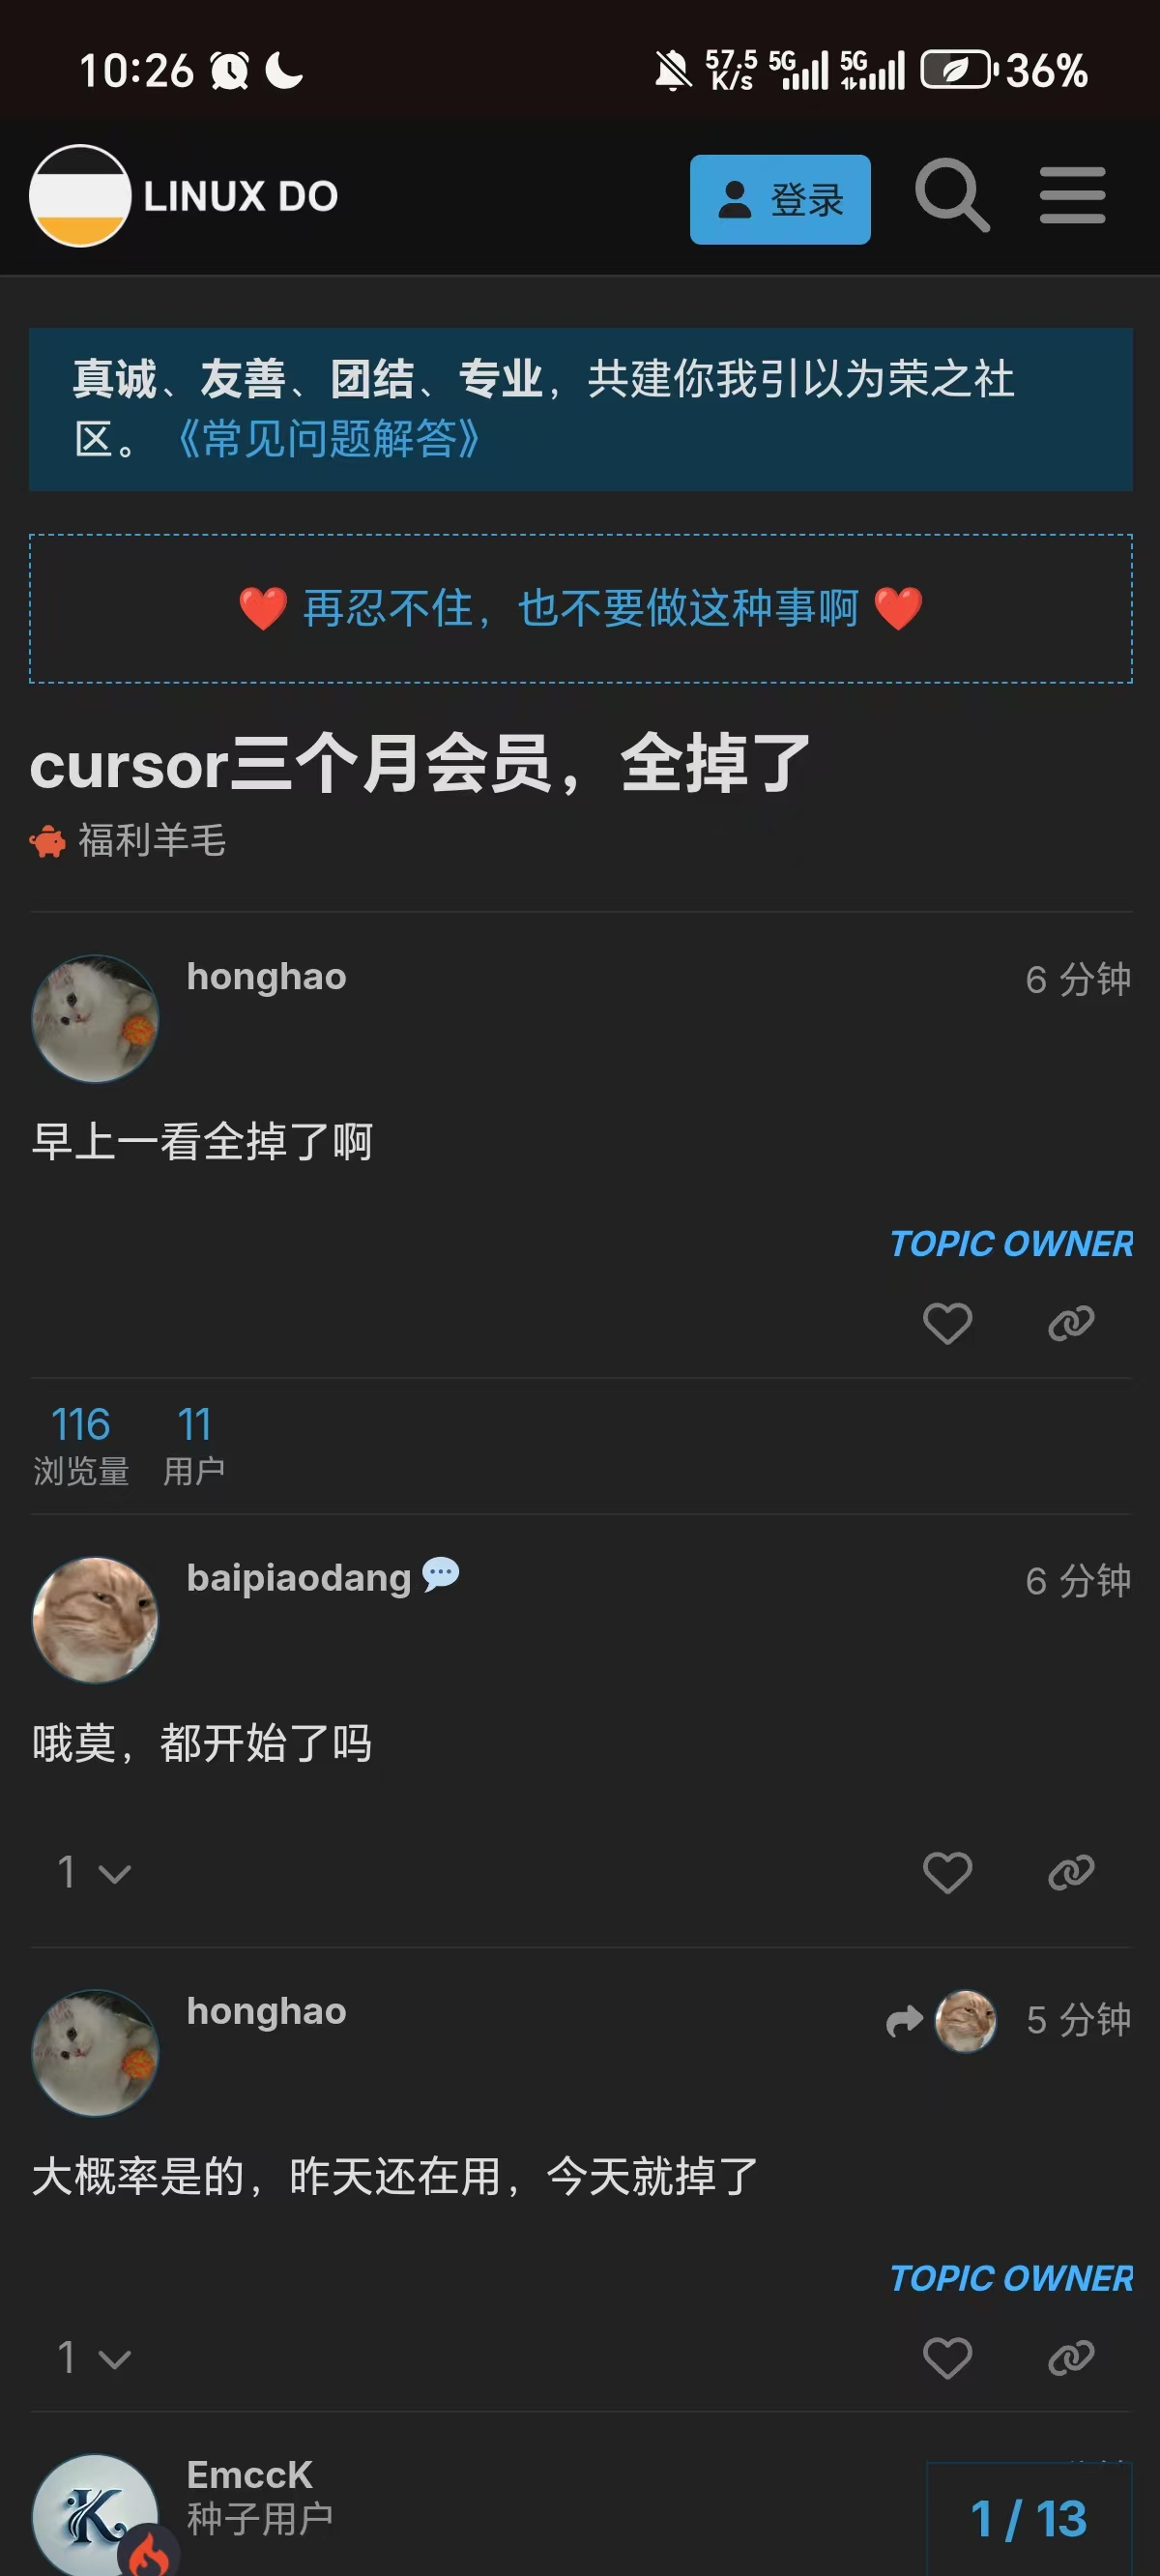 10:26 57.5 K/s 5G 5G 36%
LINUX DO 登录
真诚、友善、团结、专业，共建你我引以为荣之社
区。《常见问题解答》
再忍不住，也不要做这种事啊
cursor三个月会员，全掉了
福利羊毛
honghao 6 分钟
早上一看全掉了啊
TOPIC OWNER
116 11
浏览量 用户
baipiaodang 6 分钟
哦莫，都开始了吗
1
honghao 5 分钟
大概率是的，昨天还在用，今天就掉了
TOPIC OWNER
1
EmccK
种子用户
1 / 13